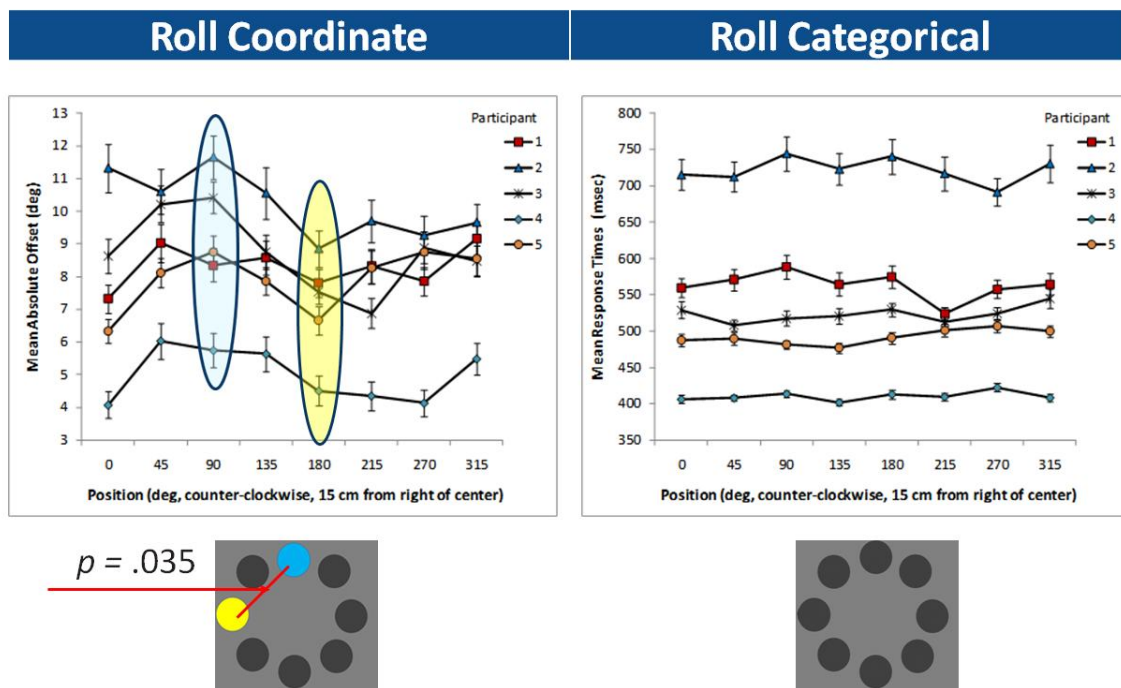 Roll Coordinate
Roll Categorical
13
12
11
10
9
8
7
6
5
4
3
Mean Absolute Offset (deg)
Participant
1
2
3
4
5
0 45 90 135 180 215 270 315
Position (deg, counter-clockwise, 15 cm from right of center)
800
750
700
650
600
550
500
450
400
350
Mean Response Times (msec)
Participant
1
2
3
4
5
0 45 90 135 180 215 270 315
Position (deg, counter-clockwise, 15 cm from right of center)
p = .035